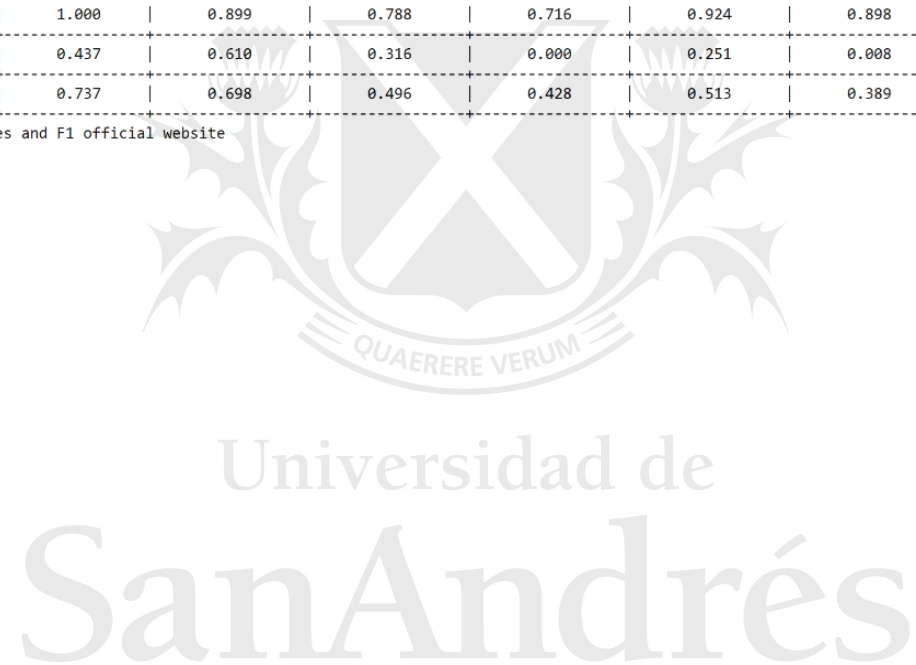 1.000 | 0.899 | 0.788 | 0.716 | 0.924 | 0.898
0.437 | 0.610 | 0.316 | 0.000 | 0.251 | 0.008
0.737 | 0.698 | 0.496 | 0.428 | 0.513 | 0.389
es and F1 official website
QUAERERE VERUM
Universidad de
SanAndrés